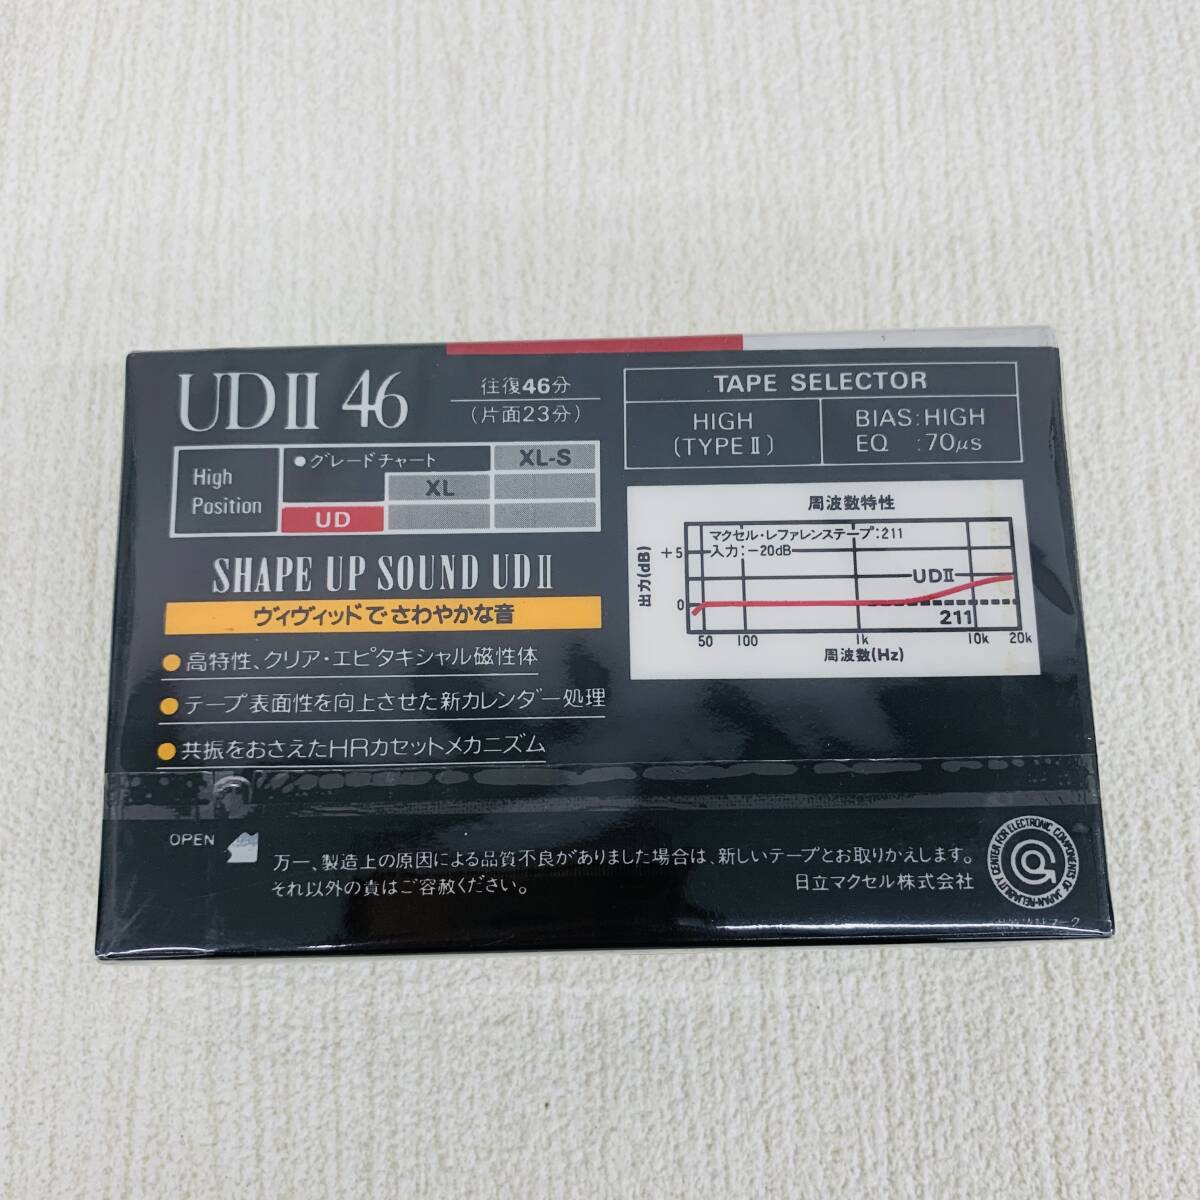 UDⅡ 46
往復46分
(片面23分)
High
Position
●グレードチャート
XL-S
XL
UD
SHAPE UP SOUND UDⅡ
ヴィヴィッドでさわやかな音
●高特性、クリア・エピタキシャル磁性体
●テープ表面性を向上させた新カレンダー処理
●共振をおさえたHRカセットメカニズム
TAPE SELECTOR
HIGH
(TYPE Ⅱ)
BIAS:HIGH
EQ :70μs
周波数特性
マクセル・レファレンステープ:211
入力:-20dB
出力(dB)
+5
0
UDⅡ
211
50 100 1k 10k 20k
周波数(Hz)
OPEN
万一、製造上の原因による品質不良がありました場合は、新しいテープとお取りかえします。
それ以外の責はご容赦ください。
日立マクセル株式会社
RELIABILITY CENTER FOR ELECTRONIC COMPONENTS OF JAPAN
マーク